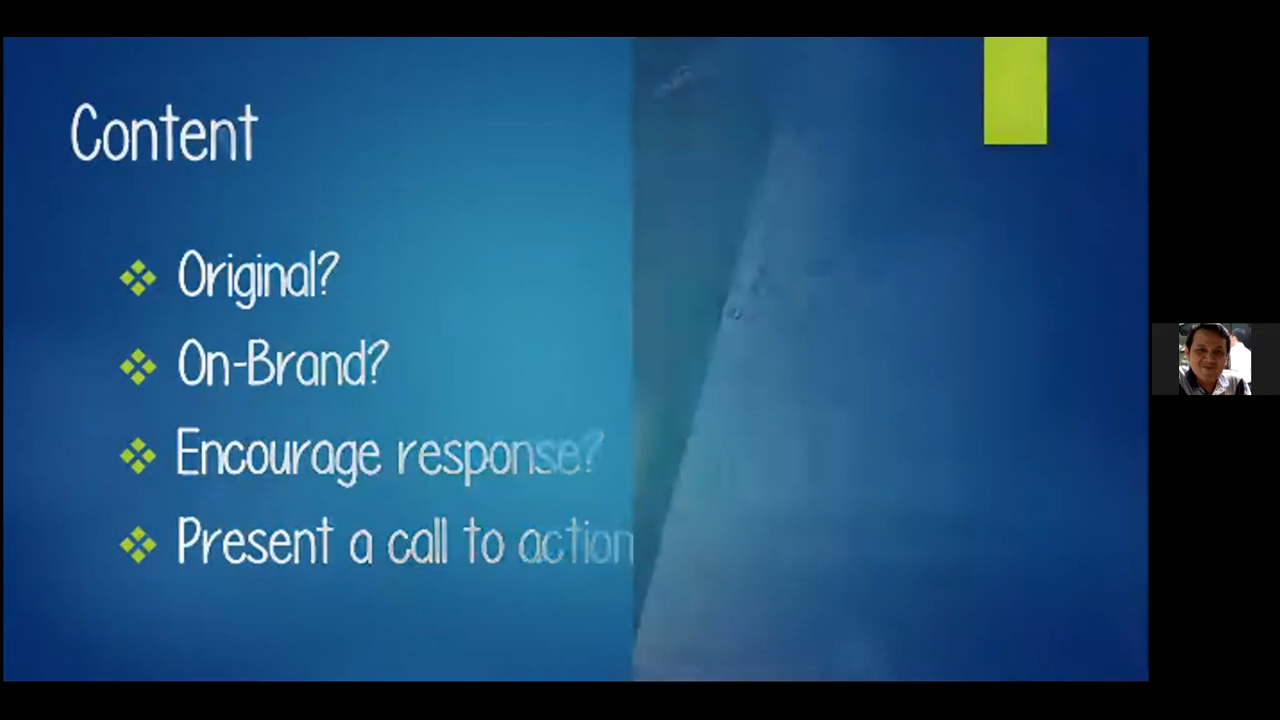 Content
Original?
On-Brand?
Encourage response?
Present a call to action